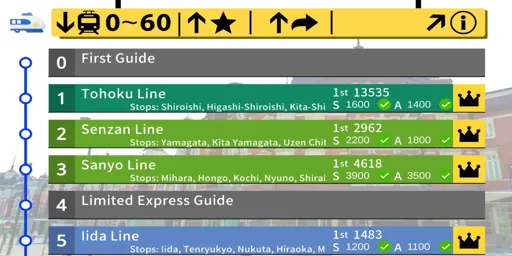 0~60
0 First Guide
1 Tohoku Line 1st 13535
Stops: Shiroishi, Higashi-Shiroishi, Kita-Shi S 1600 A 1400
2 Senzan Line 1st 2962
Stops: Yamagata, Kita Yamagata, Uzen Chit S 2200 A 1800
3 Sanyo Line 1st 4618
Stops: Mihara, Hongo, Kochi, Nyuno, Shirai S 3900 A 3500
4 Limited Express Guide
5 Iida Line 1st 1483
Stops: Iida, Tenryukyo, Nukuta, Hiraoka, M S 1200 A 1100